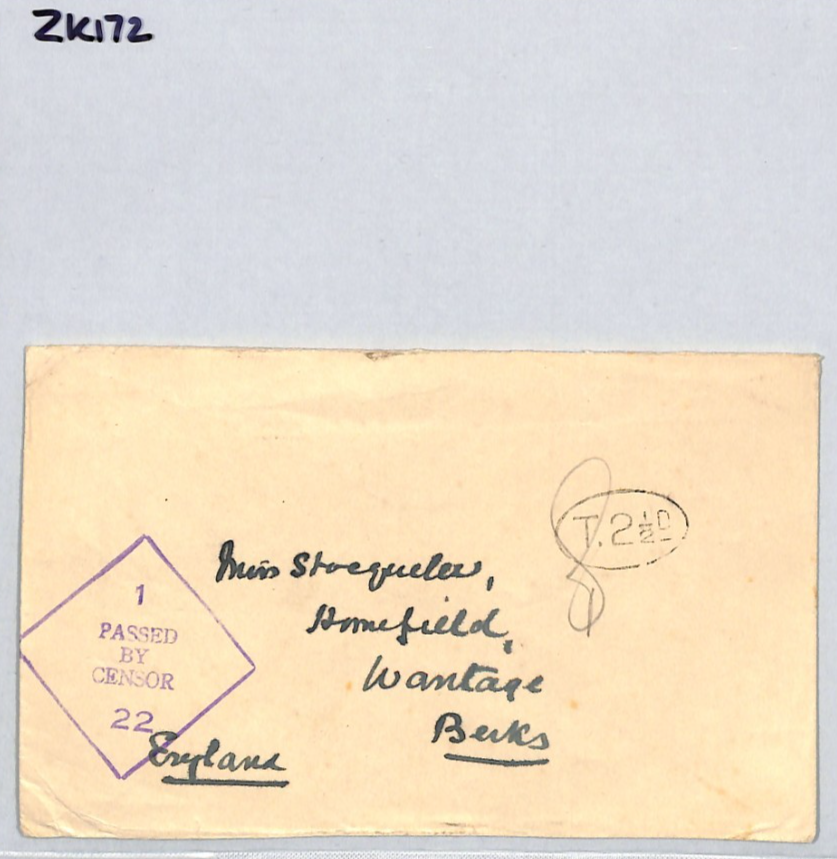 ZK172
T. 2½D
Miss Stocqueler,
Homefield,
Wantage
Berks
England
1
PASSED
BY
CENSOR
22